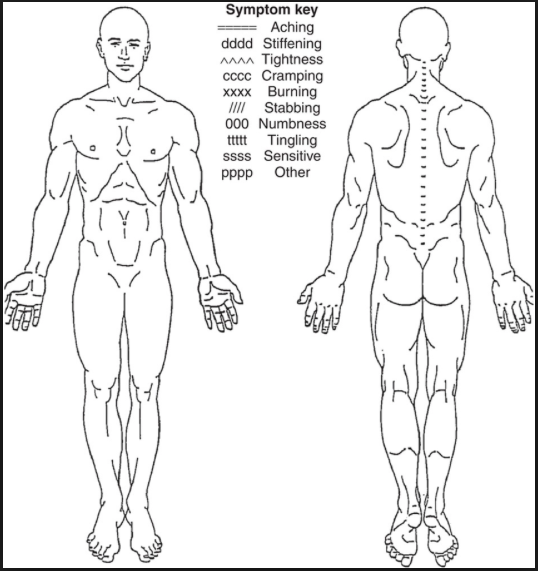 Symptom key
===== Aching
dddd Stiffening
^^^^ Tightness
cccc Cramping
xxxx Burning
//// Stabbing
000 Numbness
ttttt Tingling
ssss Sensitive
pppp Other